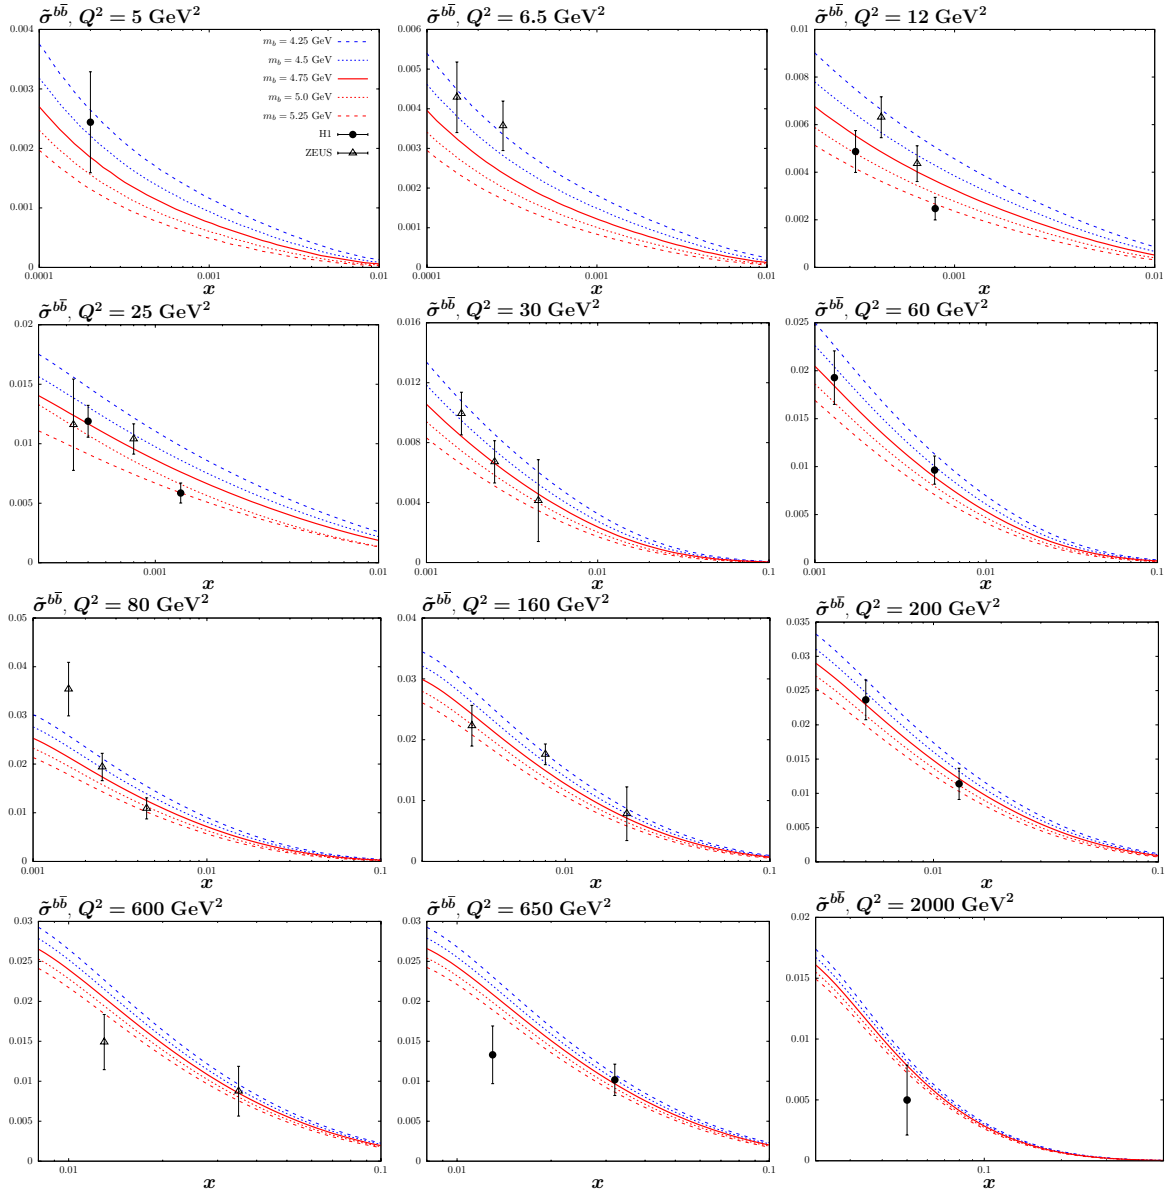 σ̃^{bb̅}, Q² = 5 GeV²
0.004
0.003
0.002
0.001
0
0.0001 0.001 0.01
x
m_b = 4.25 GeV
m_b = 4.5 GeV
m_b = 4.75 GeV
m_b = 5.0 GeV
m_b = 5.25 GeV
H1
ZEUS
σ̃^{bb̅}, Q² = 6.5 GeV²
0.006
0.005
0.004
0.003
0.002
0.001
0
0.0001 0.001 0.01
x
σ̃^{bb̅}, Q² = 12 GeV²
0.01
0.008
0.006
0.004
0.002
0
0.001 0.01
x
σ̃^{bb̅}, Q² = 25 GeV²
0.02
0.015
0.01
0.005
0
0.001 0.01
x
σ̃^{bb̅}, Q² = 30 GeV²
0.016
0.012
0.008
0.004
0
0.001 0.01 0.1
x
σ̃^{bb̅}, Q² = 60 GeV²
0.025
0.02
0.015
0.01
0.005
0
0.001 0.01 0.1
x
σ̃^{bb̅}, Q² = 80 GeV²
0.05
0.04
0.03
0.02
0.01
0
0.001 0.01 0.1
x
σ̃^{bb̅}, Q² = 160 GeV²
0.04
0.03
0.02
0.01
0
0.01 0.1
x
σ̃^{bb̅}, Q² = 200 GeV²
0.035
0.03
0.025
0.02
0.015
0.01
0.005
0
0.01 0.1
x
σ̃^{bb̅}, Q² = 600 GeV²
0.03
0.025
0.02
0.015
0.01
0.005
0
0.01 0.1
x
σ̃^{bb̅}, Q² = 650 GeV²
0.03
0.025
0.02
0.015
0.01
0.005
0
0.01 0.1
x
σ̃^{bb̅}, Q² = 2000 GeV²
0.02
0.015
0.01
0.005
0
0.1
x